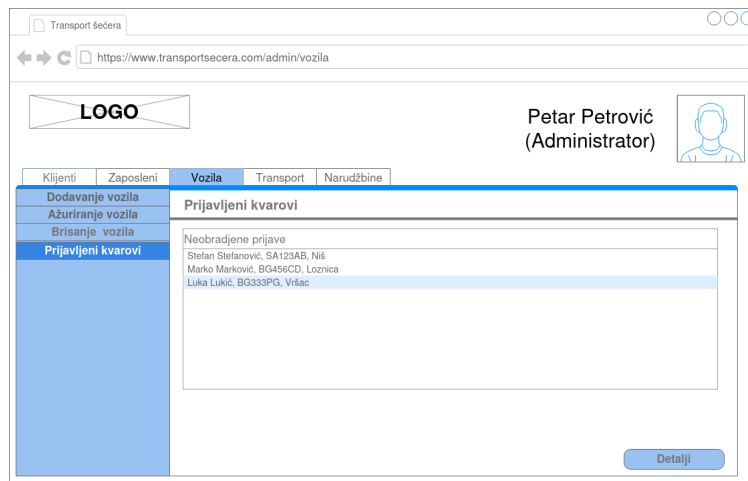 Transport šećera
https://www.transportsecera.com/admin/vozila
LOGO
Petar Petrović
(Administrator)
Klijenti Zaposleni Vozila Transport Narudžbine
Dodavanje vozila
Ažuriranje vozila
Brisanje vozila
Prijavljeni kvarovi
Prijavljeni kvarovi
Neobradjene prijave
Stefan Stefanović, SA123AB, Niš
Marko Marković, BG456CD, Loznica
Luka Lukić, BG333PG, Vršac
Detalji